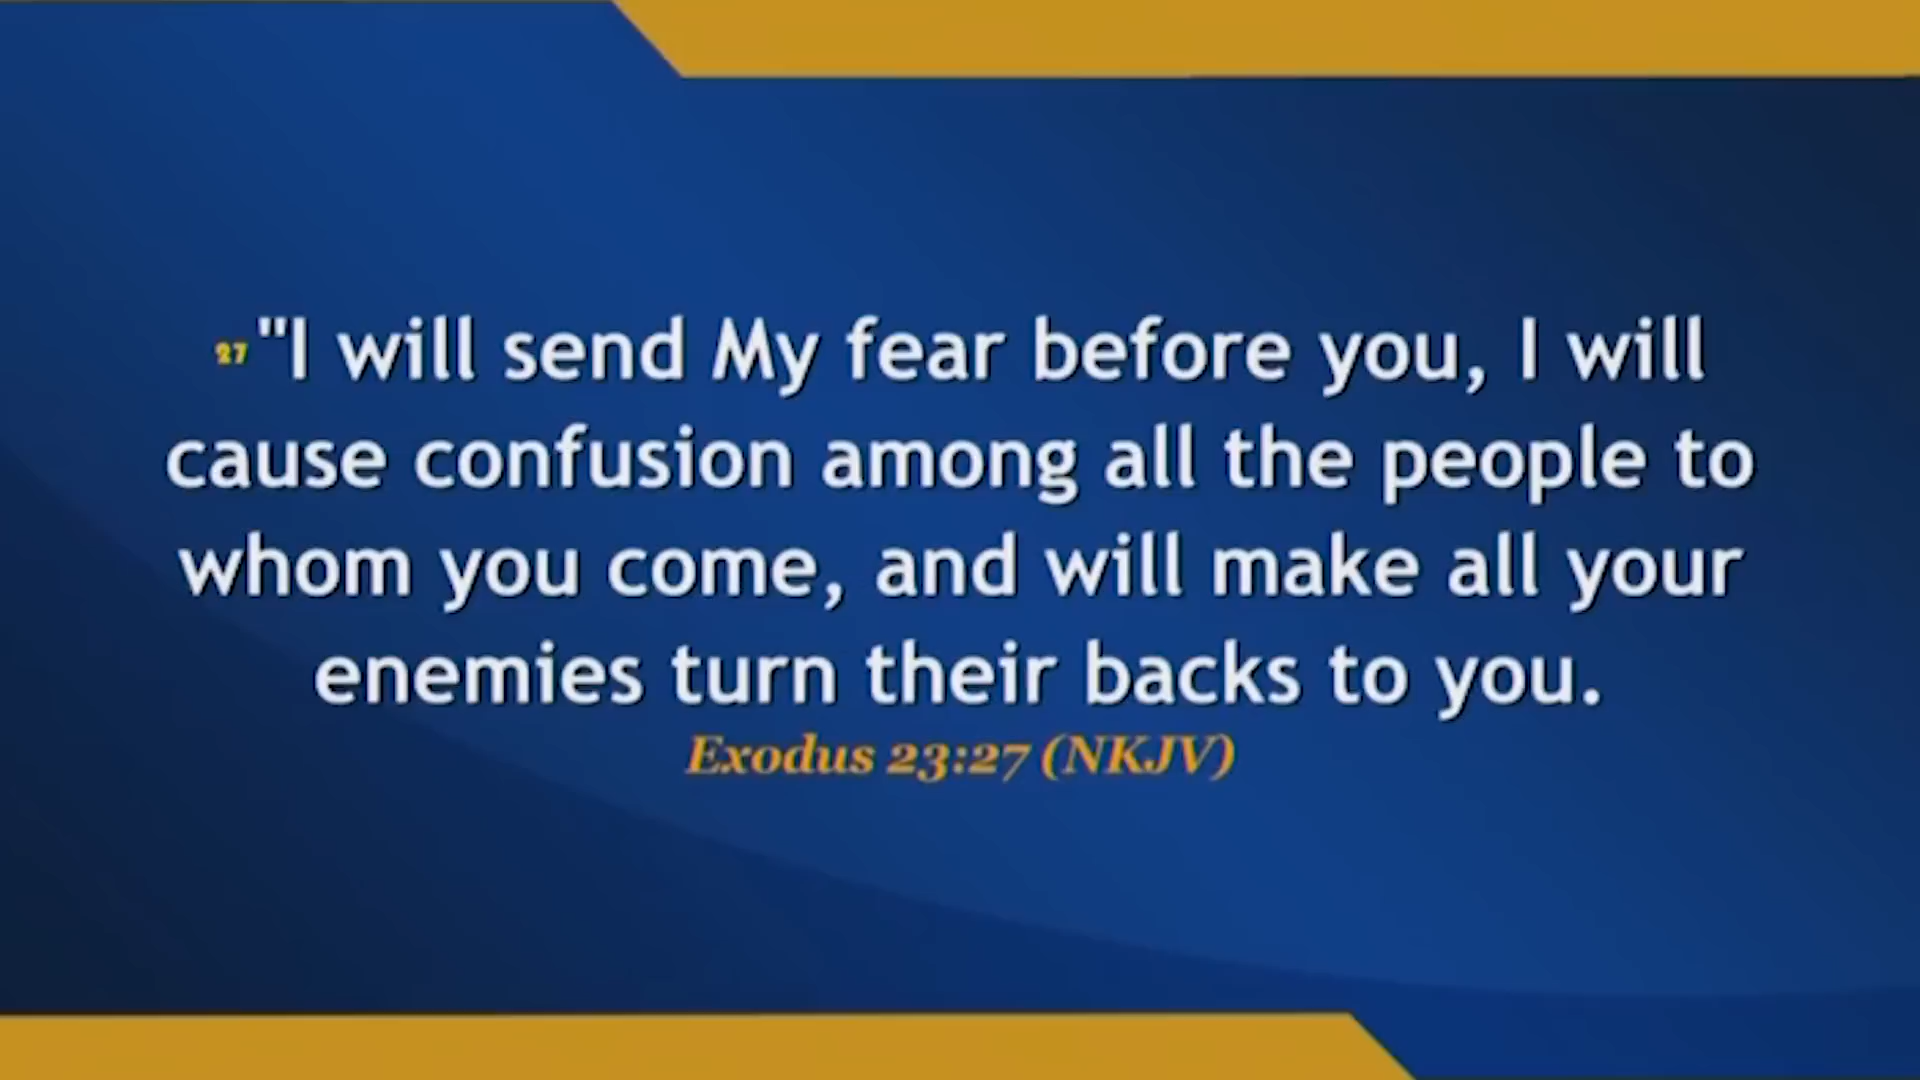 27 "I will send My fear before you, I will
cause confusion among all the people to
whom you come, and will make all your
enemies turn their backs to you.
Exodus 23:27 (NKJV)